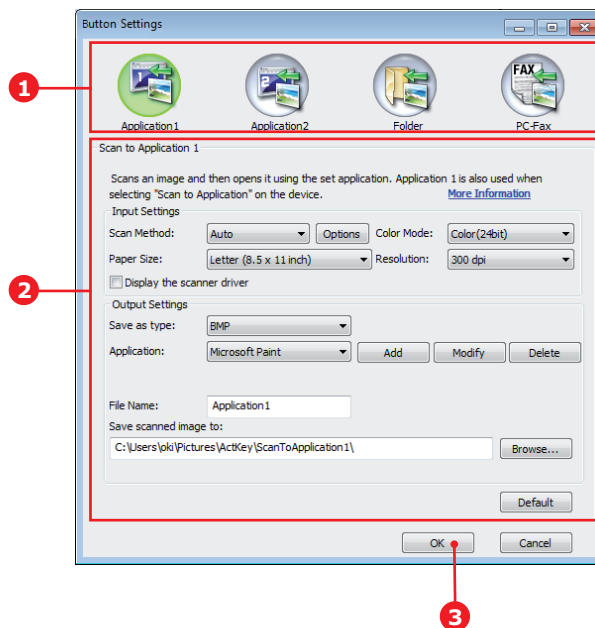 Button Settings
1
Application1 Application2 Folder PC-Fax
FAX
2
Scan to Application 1
Scans an image and then opens it using the set application. Application 1 is also used when
selecting "Scan to Application" on the device. More Information
Input Settings
Scan Method: Auto Options Color Mode: Color(24bit)
Paper Size: Letter (8.5 x 11 inch) Resolution: 300 dpi
Display the scanner driver
Output Settings
Save as type: BMP
Application: Microsoft Paint Add Modify Delete
File Name: Application1
Save scanned image to:
C:\Users\oki\Pictures\ActKey\ScanToApplication1\ Browse...
Default
OK Cancel
3